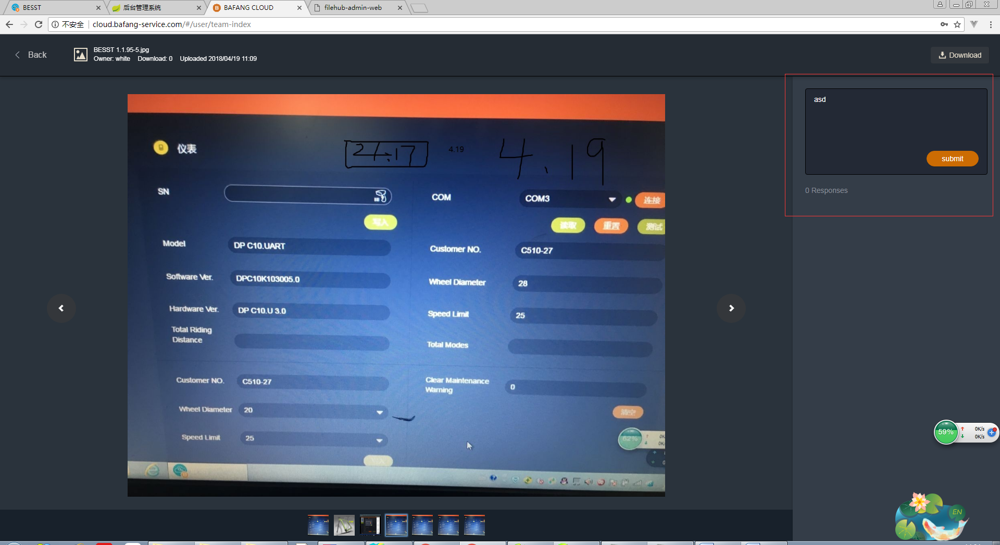 BESST
后台管理系统
BAFANG CLOUD
filehub-admin-web
不安全
cloud.bafang-service.com/#/user/team-index
Back
BESST 1.1.95-5.jpg
Owner: white Download: 0 Uploaded 2018/04/19 11:09
Download
asd
submit
0 Responses
仪表
24.17
4.19
4.19
SN
COM
COM3
连接
写入
读取
重置
测试
Model
DP C10.UART
Customer NO.
C510-27
Software Ver.
DPC10K103005.0
Wheel Diameter
28
Hardware Ver.
DP C10.U 3.0
Speed Limit
25
Total Riding
Distance
Total Modes
Customer NO.
C510-27
Clear Maintenance
Warning
0
Wheel Diameter
20
清空
Speed Limit
25
62%
0K
0K
59%
0K/s
0K/s
EN